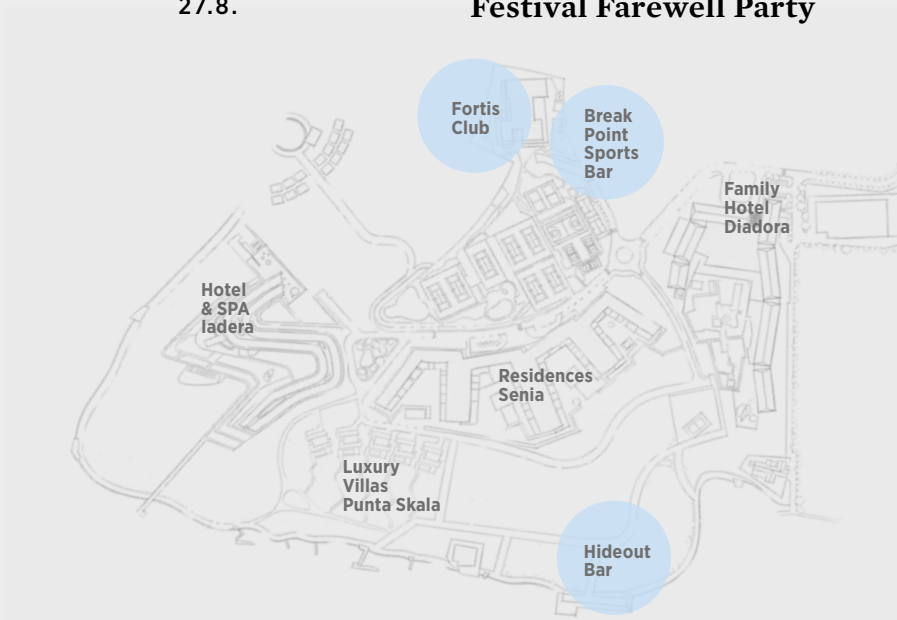 27.8. Festival Farewell Party
Fortis
Club
Break
Point
Sports
Bar
Family
Hotel
Diadora
Hotel
& SPA
Iadera
Residences
Senia
Luxury
Villas
Punta Skala
Hideout
Bar